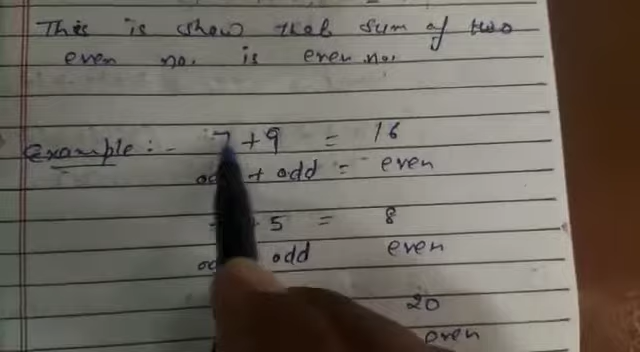 This is show that sum of two
even no. is even no.
Example :- 7 + 9 = 16
odd + odd = even
5 = 8
odd even
20
even